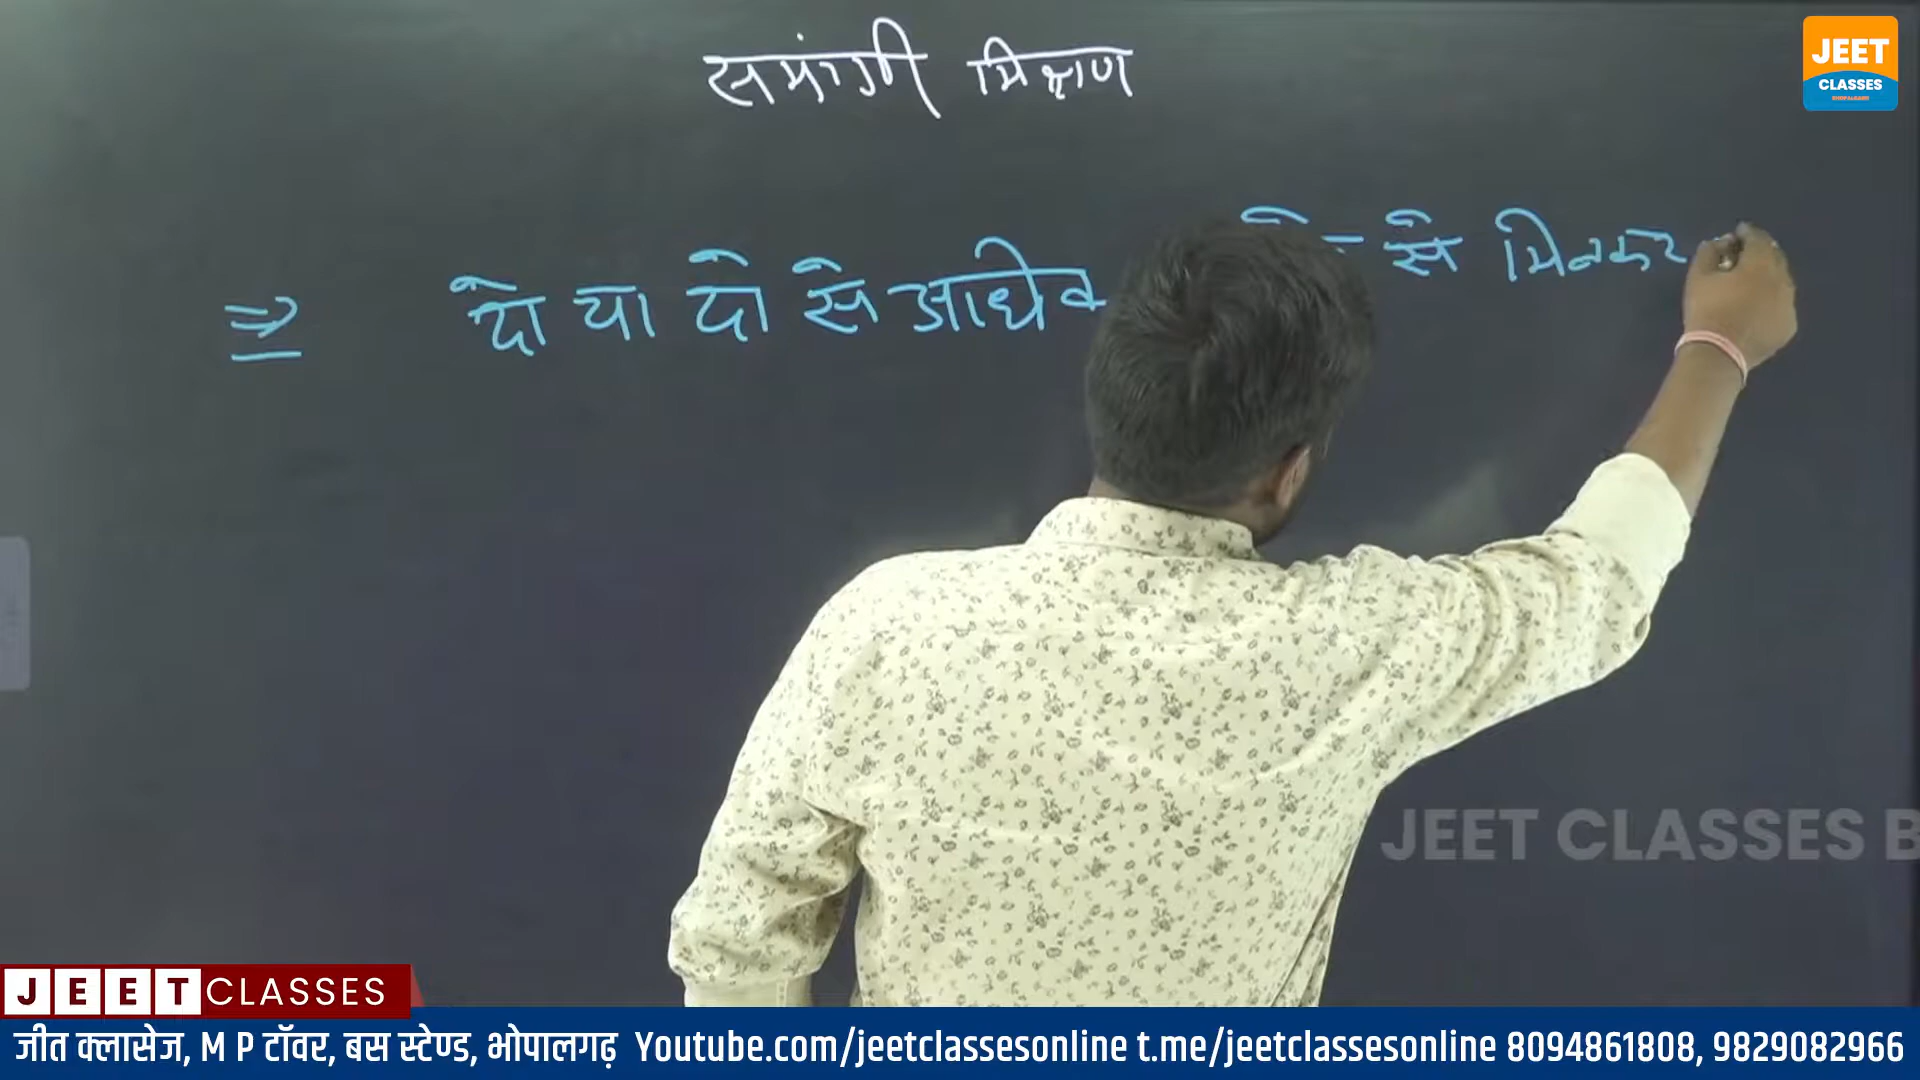 समांगी मिश्रण
JEET
CLASSES
⇒ दो या दो से अधिक से मिलकर
JEET CLASSES B
JEET CLASSES
जीत क्लासेज, M P टॉवर, बस स्टेण्ड, भोपालगढ़ Youtube.com/jeetclassesonline t.me/jeetclassesonline 8094861808, 9829082966